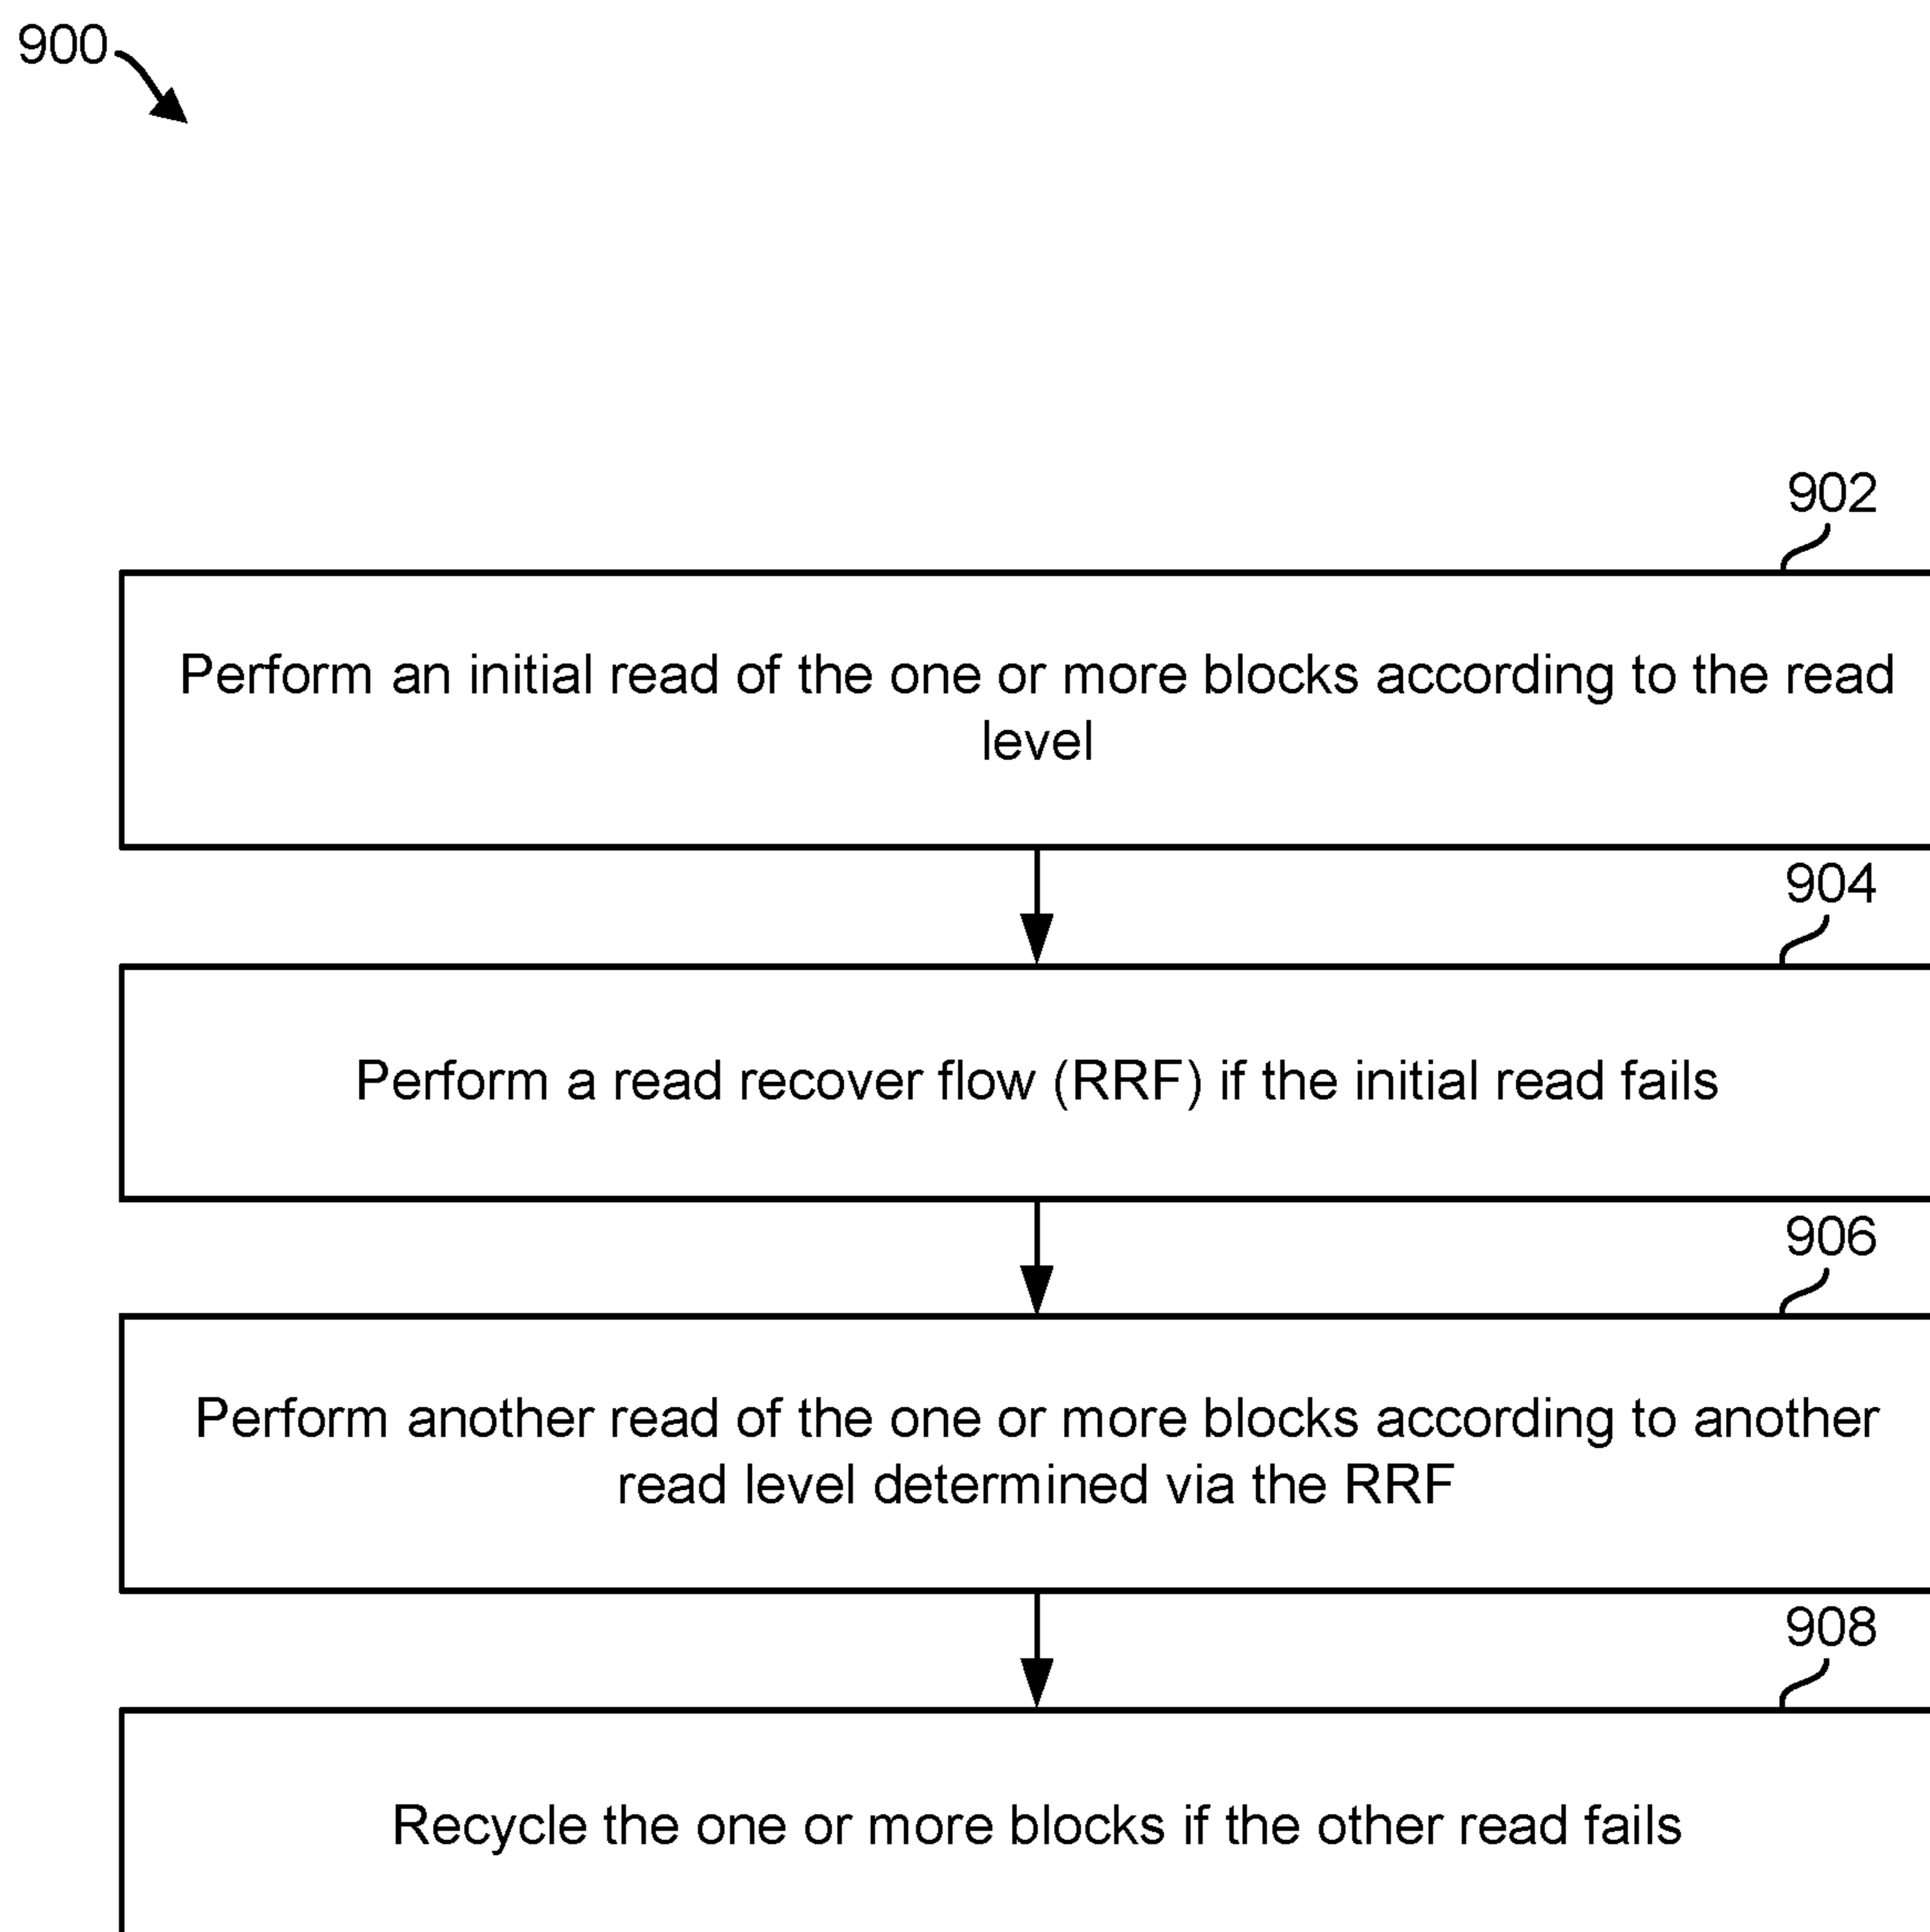 900
902
Perform an initial read of the one or more blocks according to the read
level
904
Perform a read recover flow (RRF) if the initial read fails
906
Perform another read of the one or more blocks according to another
read level determined via the RRF
908
Recycle the one or more blocks if the other read fails